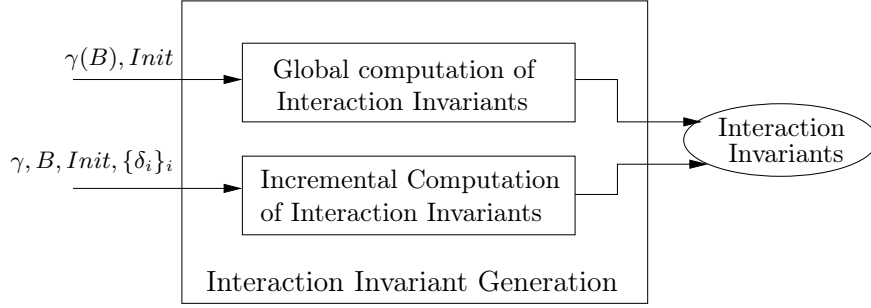 γ(B), Init
Global computation of
Interaction Invariants
γ, B, Init, {δ_i}_i
Incremental Computation
of Interaction Invariants
Interaction
Invariants
Interaction Invariant Generation